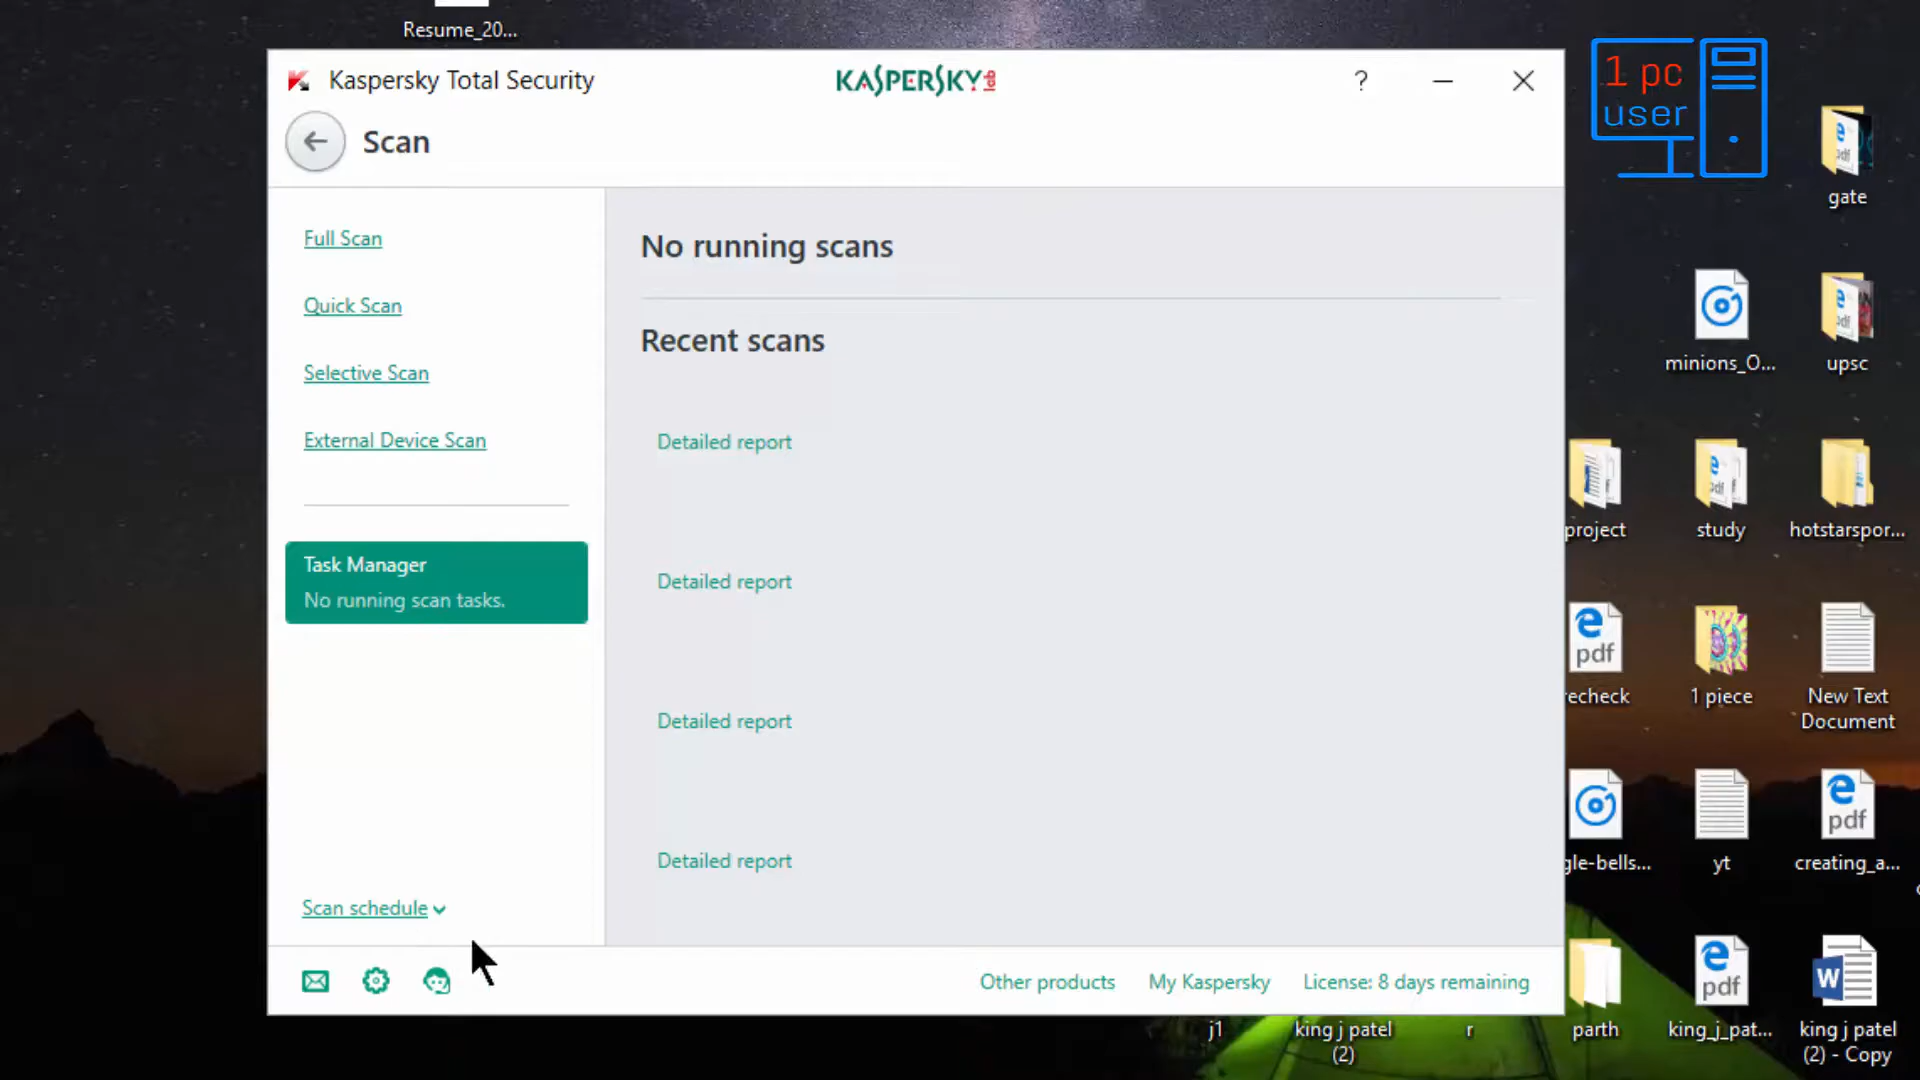 Resume_20...
Kaspersky Total Security
KASPERSKY lab
?
1 pc
user
Scan
Full Scan
Quick Scan
Selective Scan
External Device Scan
Task Manager
No running scan tasks.
Scan schedule
No running scans
Recent scans
Detailed report
Detailed report
Detailed report
Detailed report
Other products
My Kaspersky
License: 8 days remaining
gate
minions_O...
upsc
project
study
hotstarspor...
pdf
echeck
1 piece
New Text
Document
gle-bells...
yt
pdf
creating_a...
j1
king j patel
(2)
r
parth
pdf
king_j_pat...
W
king j patel
(2) - Copy